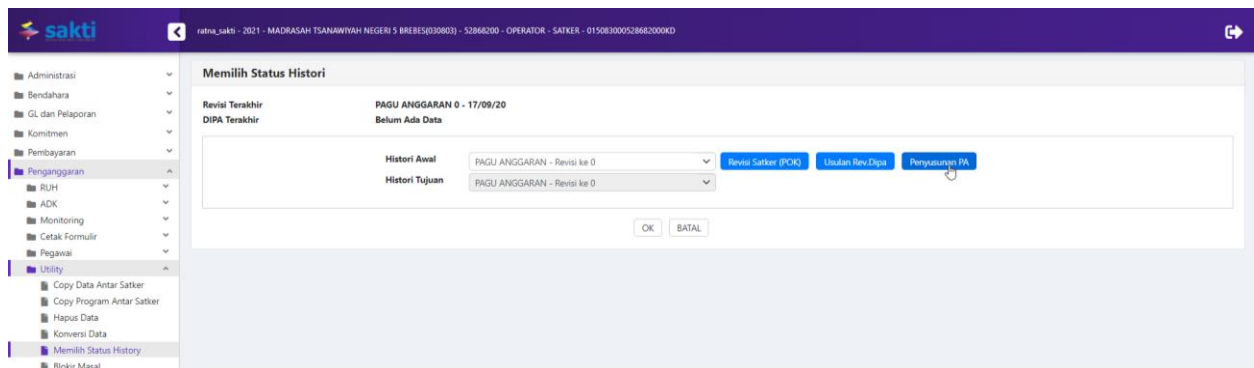 sakti
ratna_sakti - 2021 - MADRASAH TSANAWIYAH NEGERI 5 BREBES(030803) - 52868200 - OPERATOR - SATKER - 015083000528682000KD
Administrasi
Bendahara
GL dan Pelaporan
Komitmen
Pembayaran
Penganggaran
RUH
ADK
Monitoring
Cetak Formulir
Pegawai
Utility
Copy Data Antar Satker
Copy Program Antar Satker
Hapus Data
Konversi Data
Memilih Status History
Blokir Masal
Memilih Status Histori
Revisi Terakhir PAGU ANGGARAN 0 - 17/09/20
DIPA Terakhir Belum Ada Data
Histori Awal PAGU ANGGARAN - Revisi ke 0 Revisi Satker (POK) Usulan Rev.Dipa Penyusunan PA
Histori Tujuan PAGU ANGGARAN - Revisi ke 0
OK BATAL